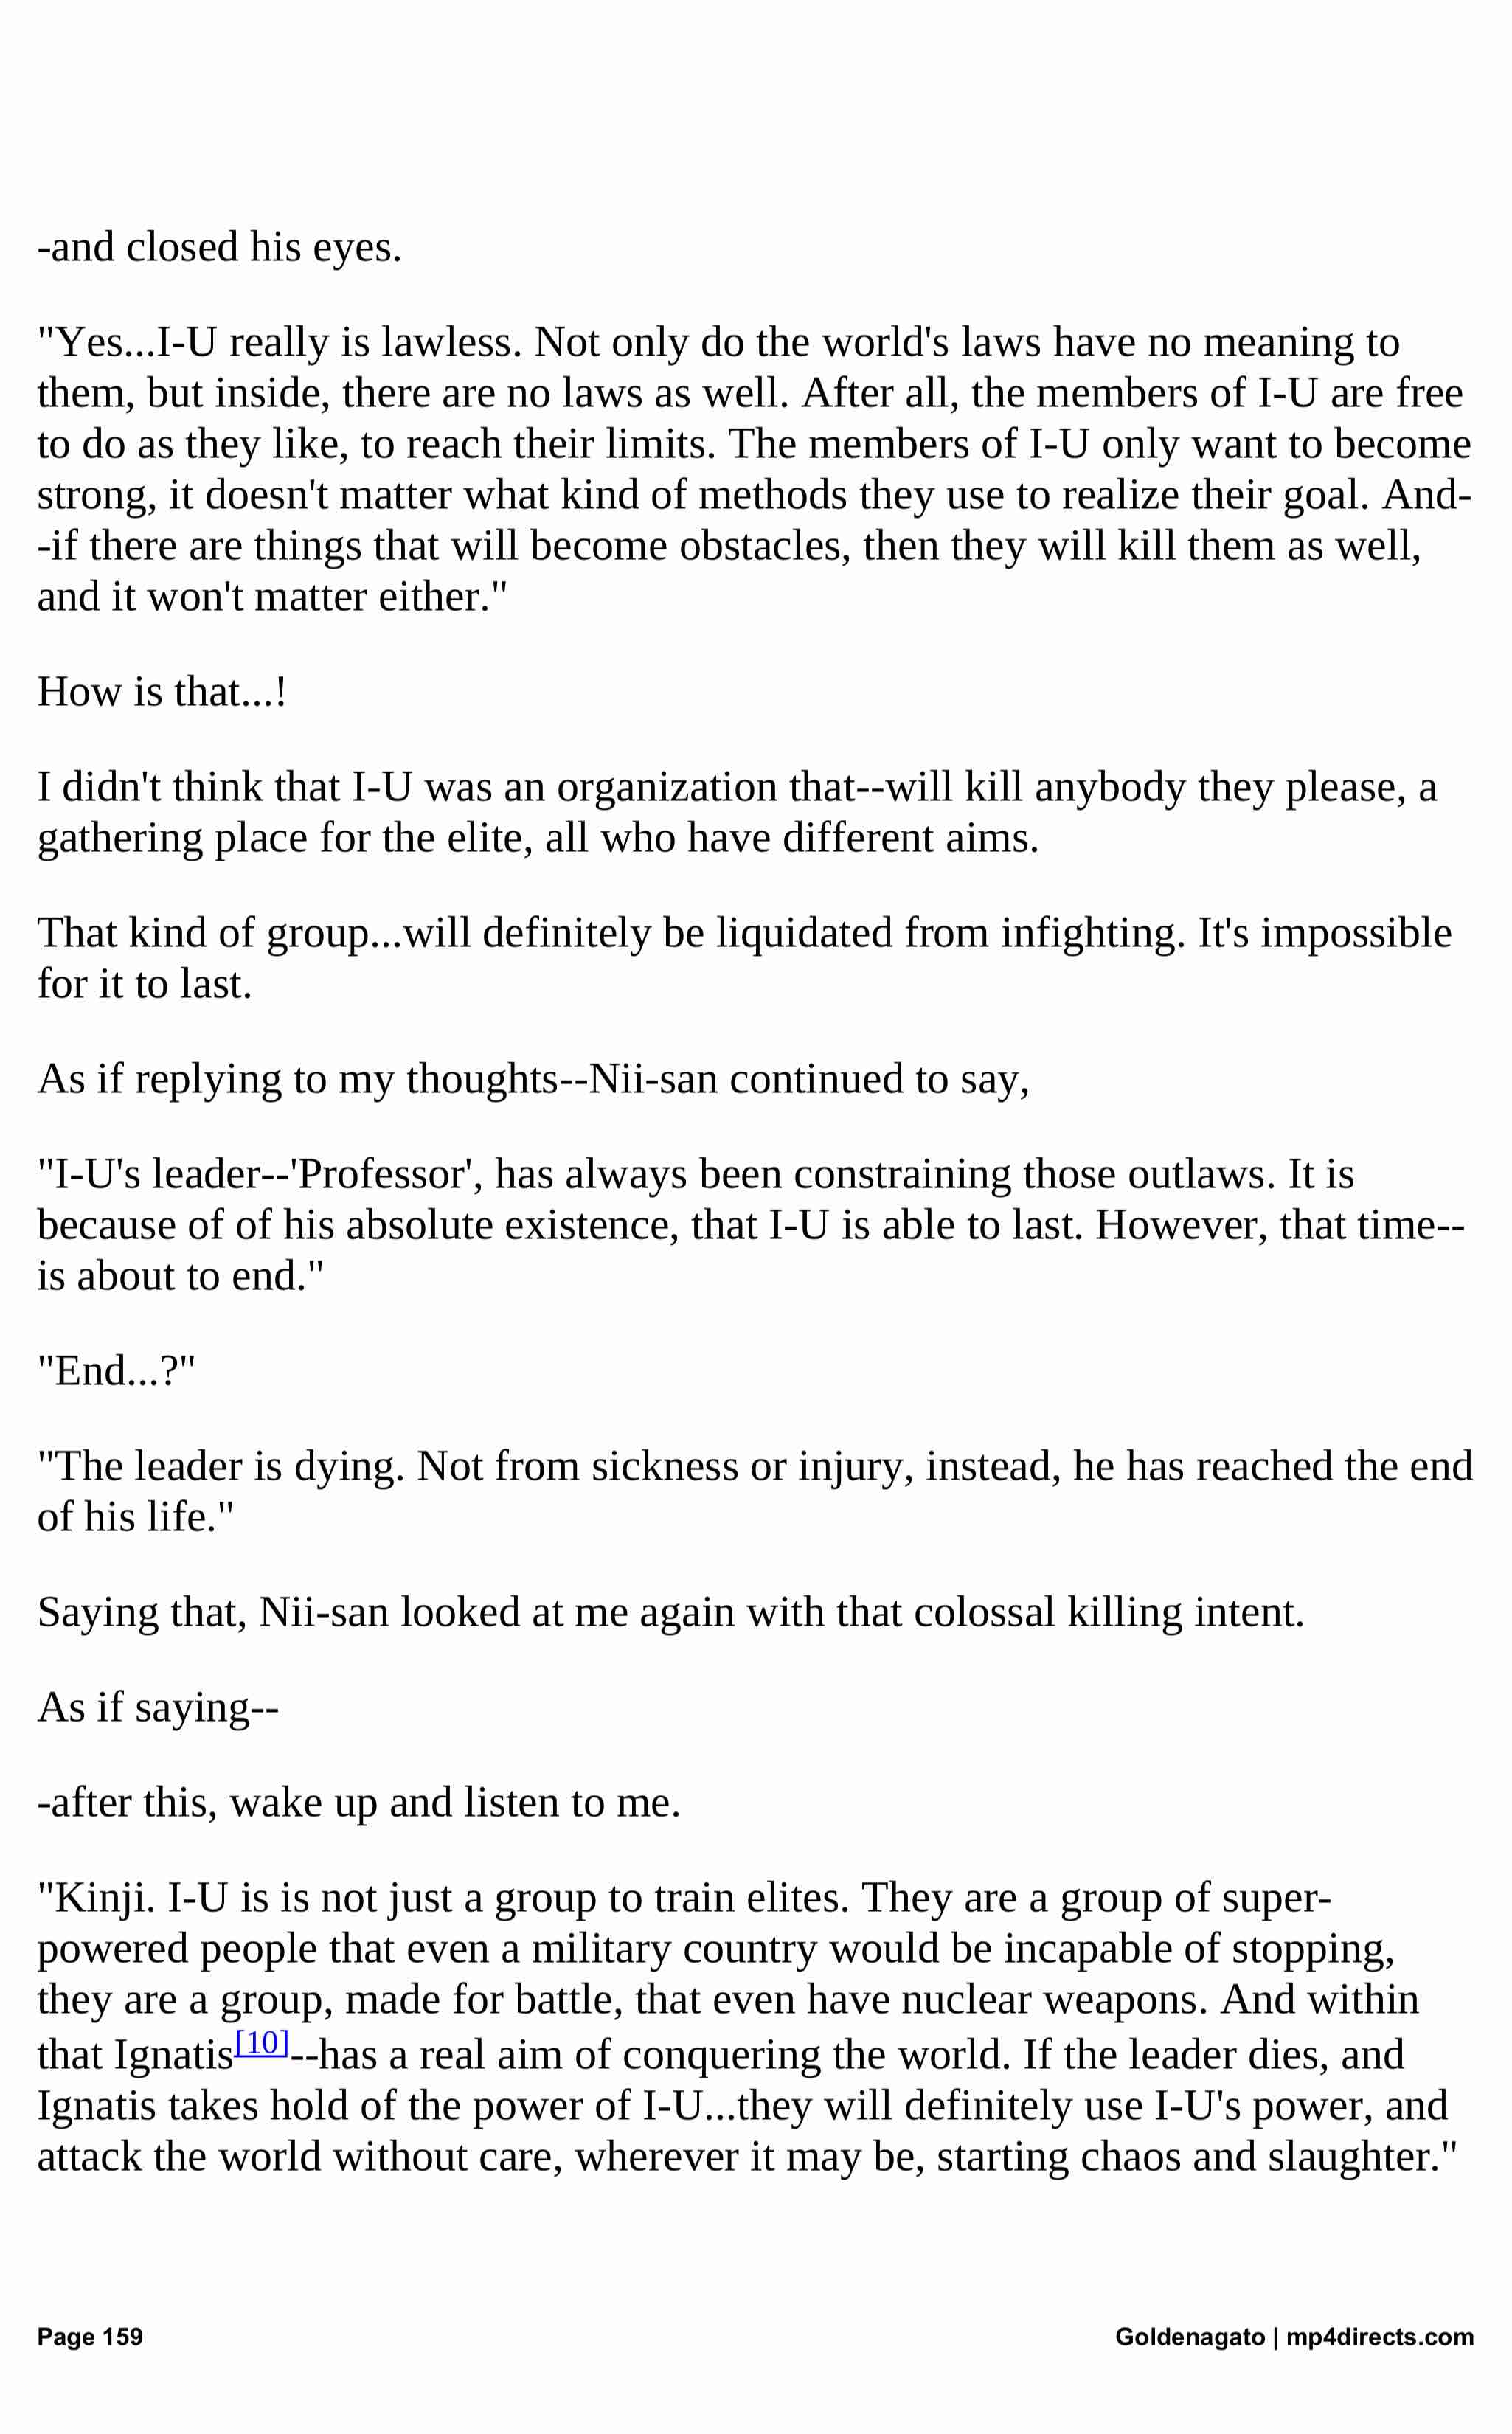 -and closed his eyes.
"Yes...I-U really is lawless. Not only do the world's laws have no meaning to
them, but inside, there are no laws as well. After all, the members of I-U are free
to do as they like, to reach their limits. The members of I-U only want to become
strong, it doesn't matter what kind of methods they use to realize their goal. And-
-if there are things that will become obstacles, then they will kill them as well,
and it won't matter either."
How is that...!
I didn't think that I-U was an organization that--will kill anybody they please, a
gathering place for the elite, all who have different aims.
That kind of group...will definitely be liquidated from infighting. It's impossible
for it to last.
As if replying to my thoughts--Nii-san continued to say,
"I-U's leader--'Professor', has always been constraining those outlaws. It is
because of of his absolute existence, that I-U is able to last. However, that time--
is about to end."
"End...?"
"The leader is dying. Not from sickness or injury, instead, he has reached the end
of his life."
Saying that, Nii-san looked at me again with that colossal killing intent.
As if saying--
-after this, wake up and listen to me.
"Kinji. I-U is is not just a group to train elites. They are a group of super-
powered people that even a military country would be incapable of stopping,
they are a group, made for battle, that even have nuclear weapons. And within
that Ignatis[10]--has a real aim of conquering the world. If the leader dies, and
Ignatis takes hold of the power of I-U...they will definitely use I-U's power, and
attack the world without care, wherever it may be, starting chaos and slaughter."
Page 159
Goldenagato | mp4directs.com